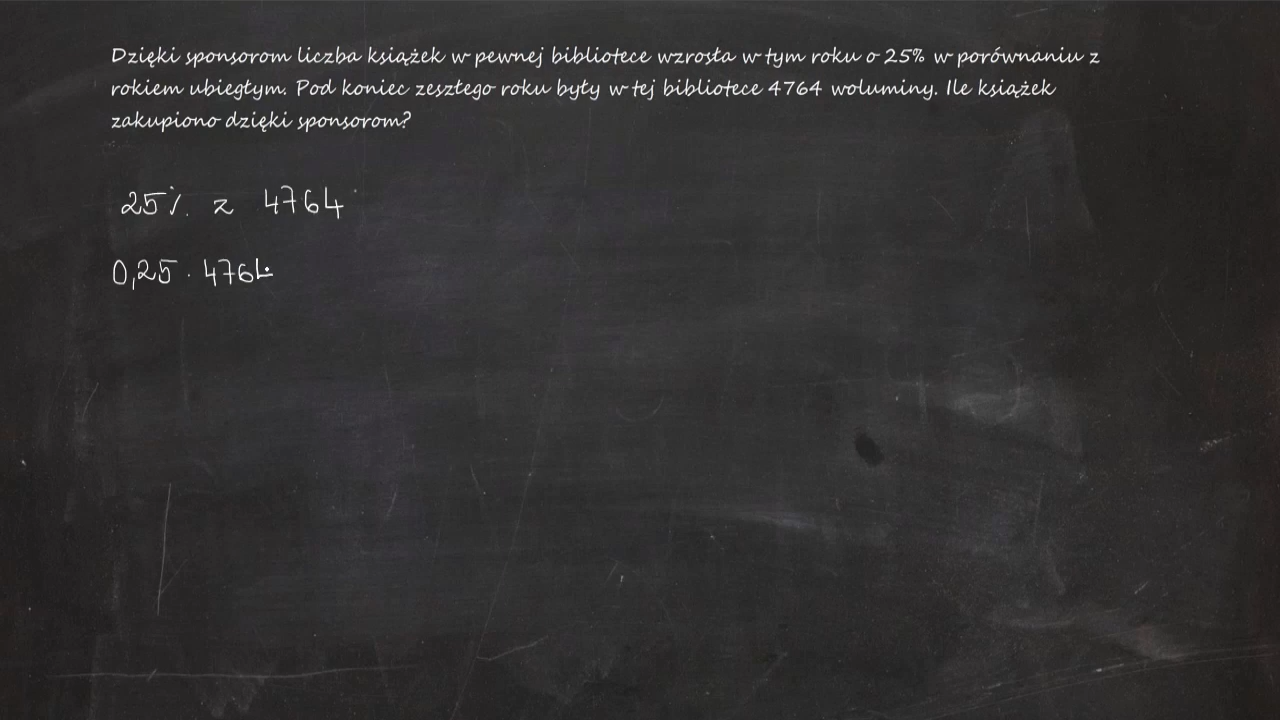 Dzięki sponsorom liczba książek w pewnej bibliotece wzrosła w tym roku o 25% w porównaniu z
rokiem ubiegłym. Pod koniec zeszłego roku były w tej bibliotece 4764 woluminy. Ile książek
zakupiono dzięki sponsorom?
25% z 4764
0,25 · 4764